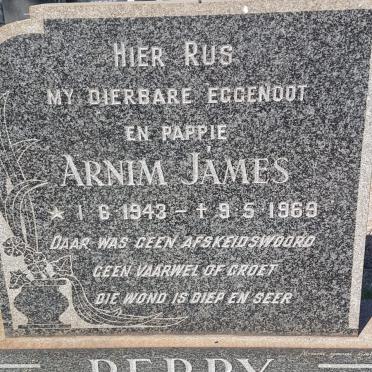 HIER RUS
MY DIERBARE EGGENOOT
EN PAPPIE
ARNIM JAMES
* 1 6 1943 – † 9 5 1969
DAAR WAS GEEN AFSKEIDSWOORD
GEEN VAARWEL OF GROET
DIE WOND IS DIEP EN SEER